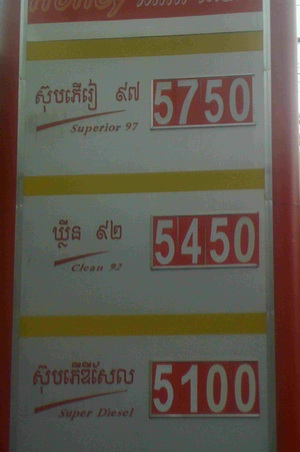 ស៊ុបភើរៀ ៩៧
Superior 97
5750
ឃ្លីន ៩២
Clean 92
5450
ស៊ុបភើឌីសែល
Super Diesel
5100